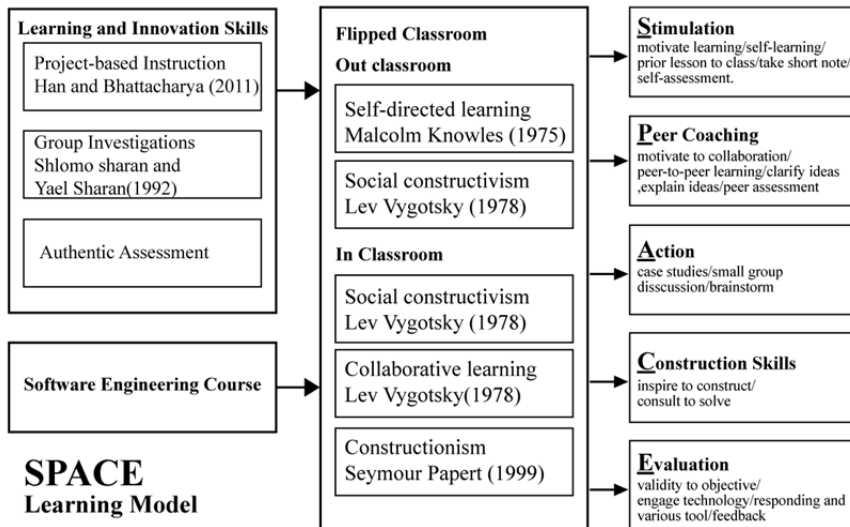 Learning and Innovation Skills
Project-based Instruction
Han and Bhattacharya (2011)
Group Investigations
Shlomo sharan and
Yael Sharan(1992)
Authentic Assessment
Software Engineering Course
SPACE
Learning Model
Flipped Classroom
Out classroom
Self-directed learning
Malcolm Knowles (1975)
Social constructivism
Lev Vygotsky (1978)
In Classroom
Social constructivism
Lev Vygotsky (1978)
Collaborative learning
Lev Vygotsky(1978)
Constructionism
Seymour Papert (1999)
Stimulation
motivate learning/self-learning/
prior lesson to class/take short note/
self-assessment.
Peer Coaching
motivate to collaboration/
peer-to-peer learning/clarify ideas
,explain ideas/peer assessment
Action
case studies/small group
disscussion/brainstorm
Construction Skills
inspire to construct/
consult to solve
Evaluation
validity to objective/
engage technology/responding and
various tool/feedback